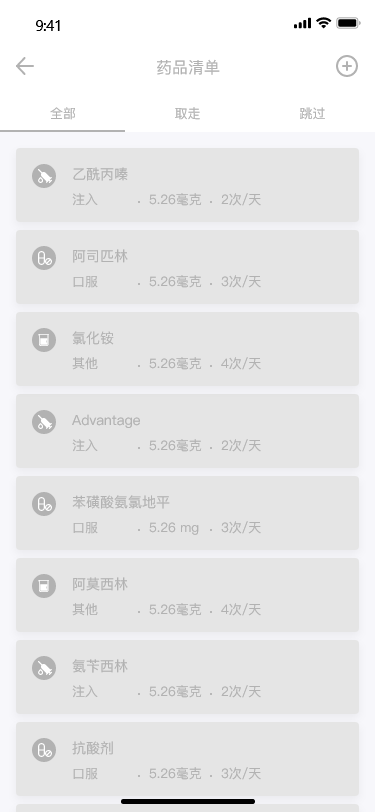 9:41
药品清单
全部 取走 跳过
乙酰丙嗪
注入 . 5.26毫克 . 2次/天
阿司匹林
口服 . 5.26毫克 . 3次/天
氯化铵
其他 . 5.26毫克 . 4次/天
Advantage
注入 . 5.26毫克 . 2次/天
苯磺酸氨氯地平
口服 . 5.26 mg . 3次/天
阿莫西林
其他 . 5.26毫克 . 4次/天
氨苄西林
注入 . 5.26毫克 . 2次/天
抗酸剂
口服 . 5.26毫克 . 3次/天